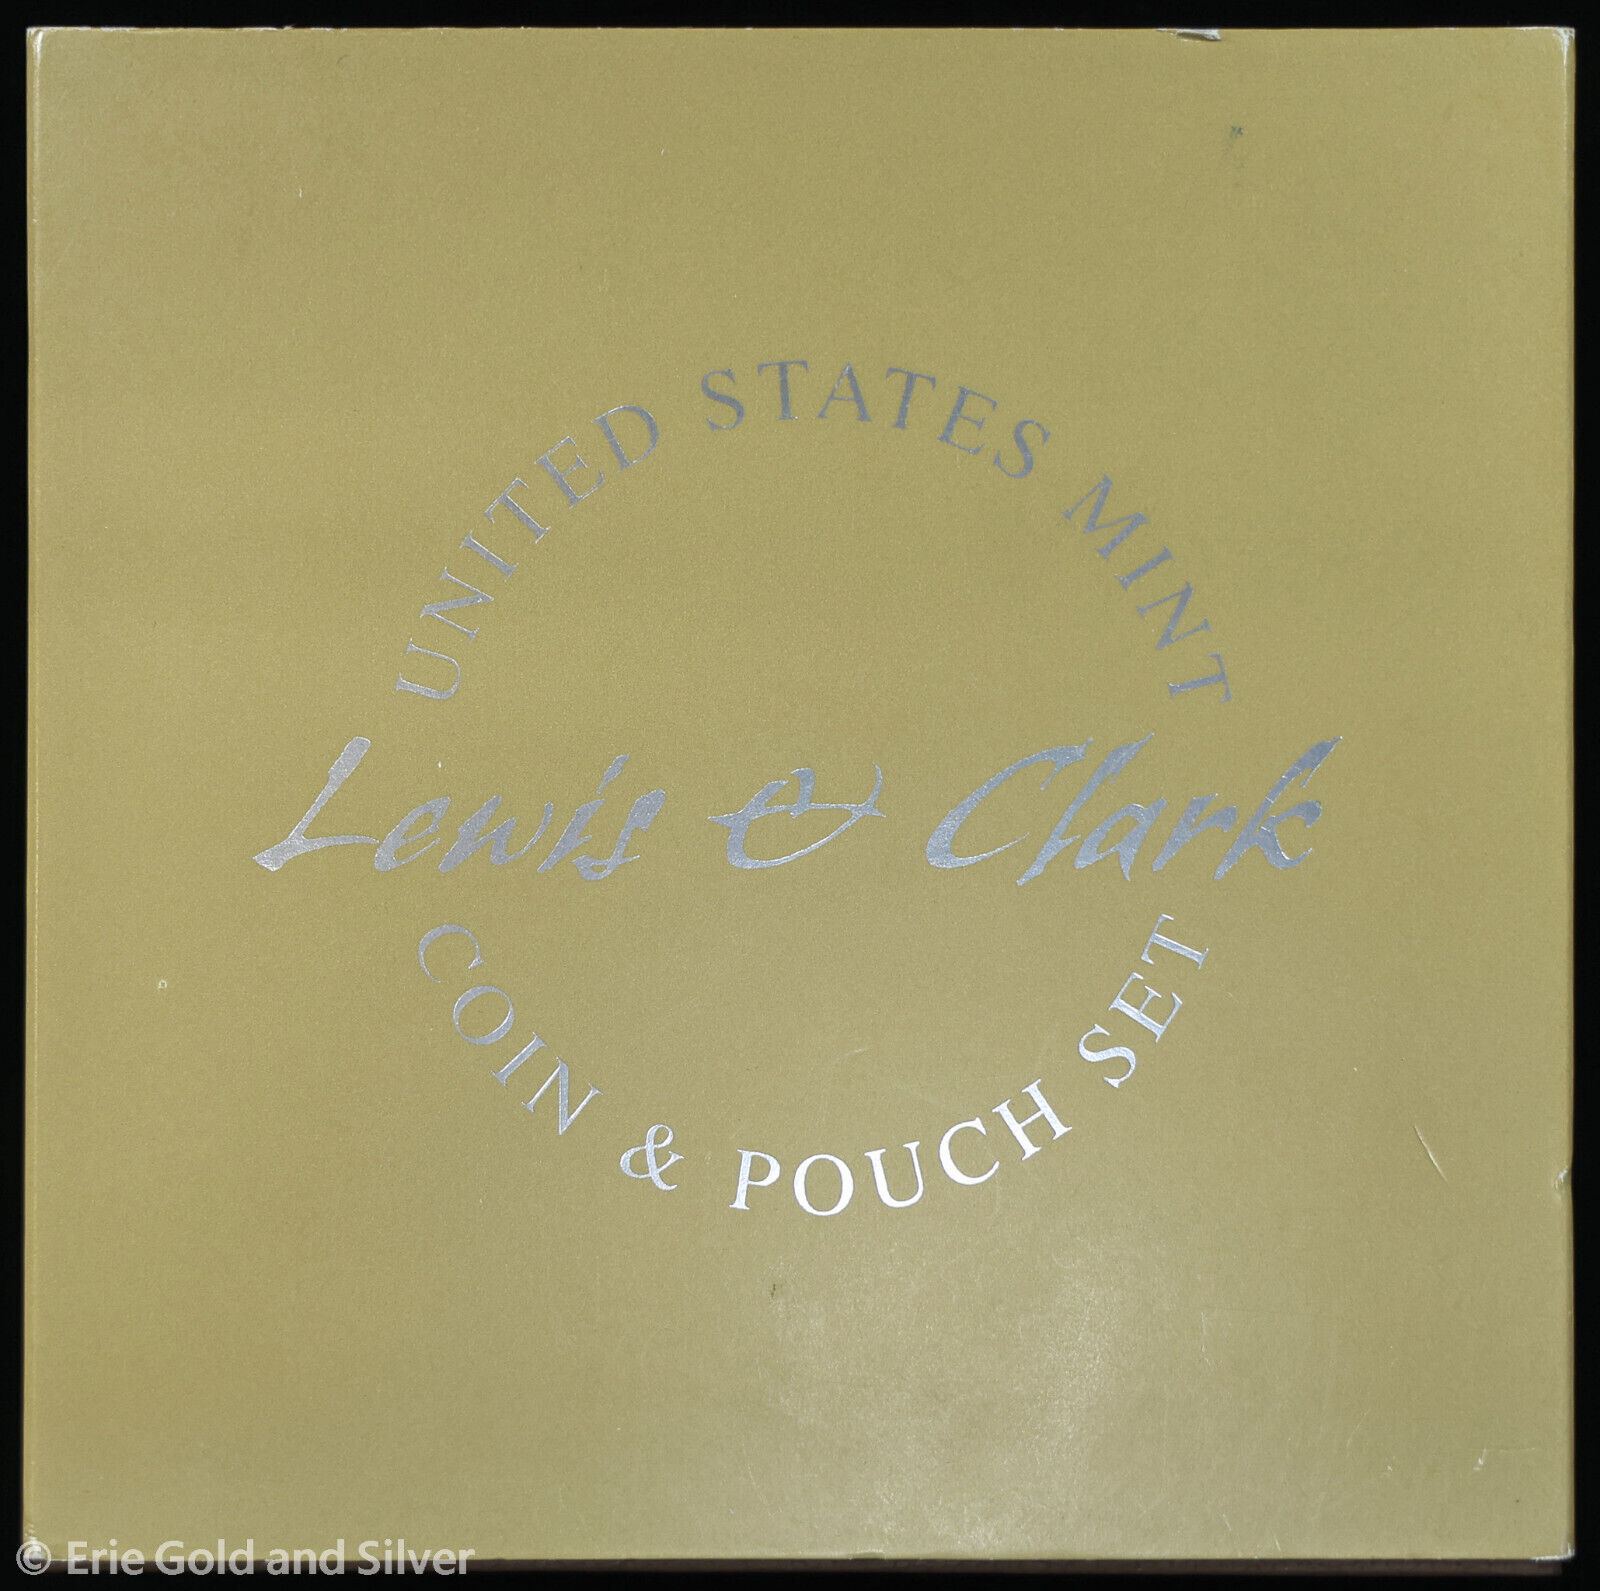 UNITED STATES MINT
Lewis & Clark
COIN & POUCH SET
© Erie Gold and Silver